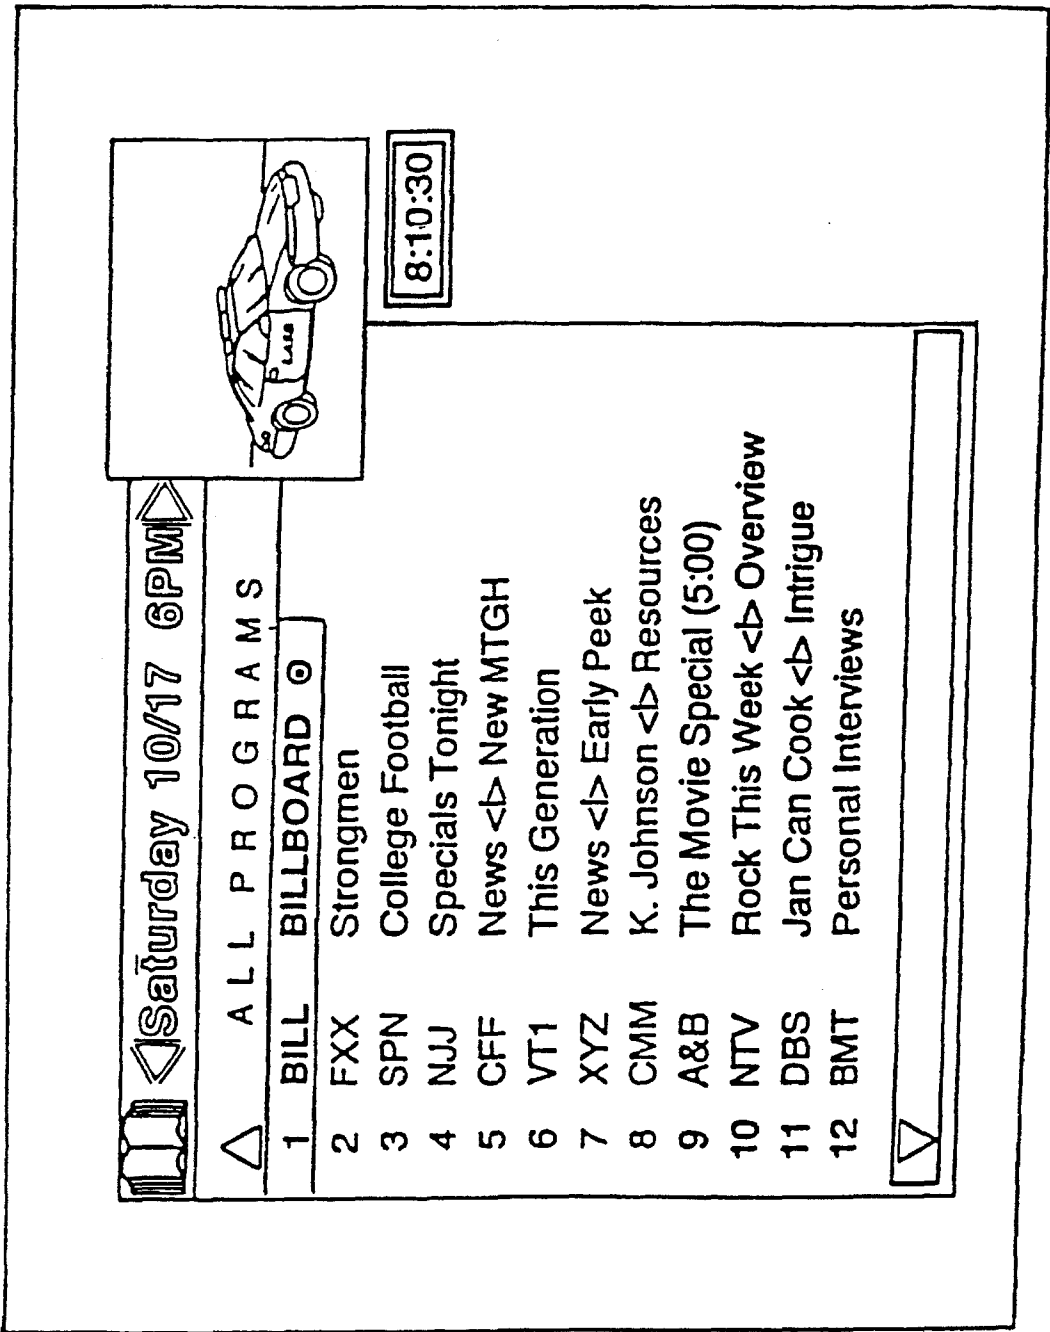 Saturday 10/17 6PM
ALL PROGRAMS
1 BILL BILLBOARD
2 FXX Strongmen
3 SPN College Football
4 NJJ Specials Tonight
5 CFF News <|> New MTGH
6 VT1 This Generation
7 XYZ News <|> Early Peek
8 CMM K. Johnson <|> Resources
9 A&B The Movie Special (5:00)
10 NTV Rock This Week <|> Overview
11 DBS Jan Can Cook <|> Intrigue
12 BMT Personal Interviews
8:10:30